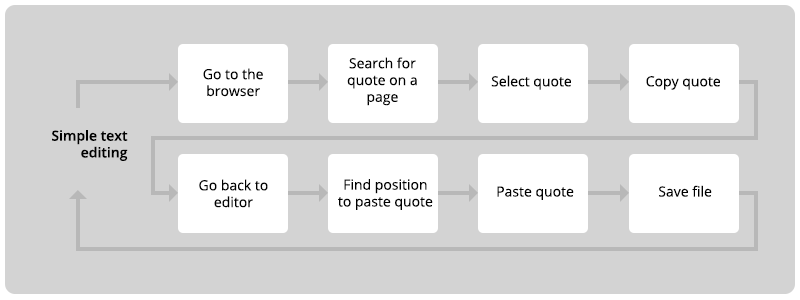 Go to the
browser
Search for
quote on a
page
Select quote
Copy quote
Simple text
editing
Go back to
editor
Find position
to paste quote
Paste quote
Save file